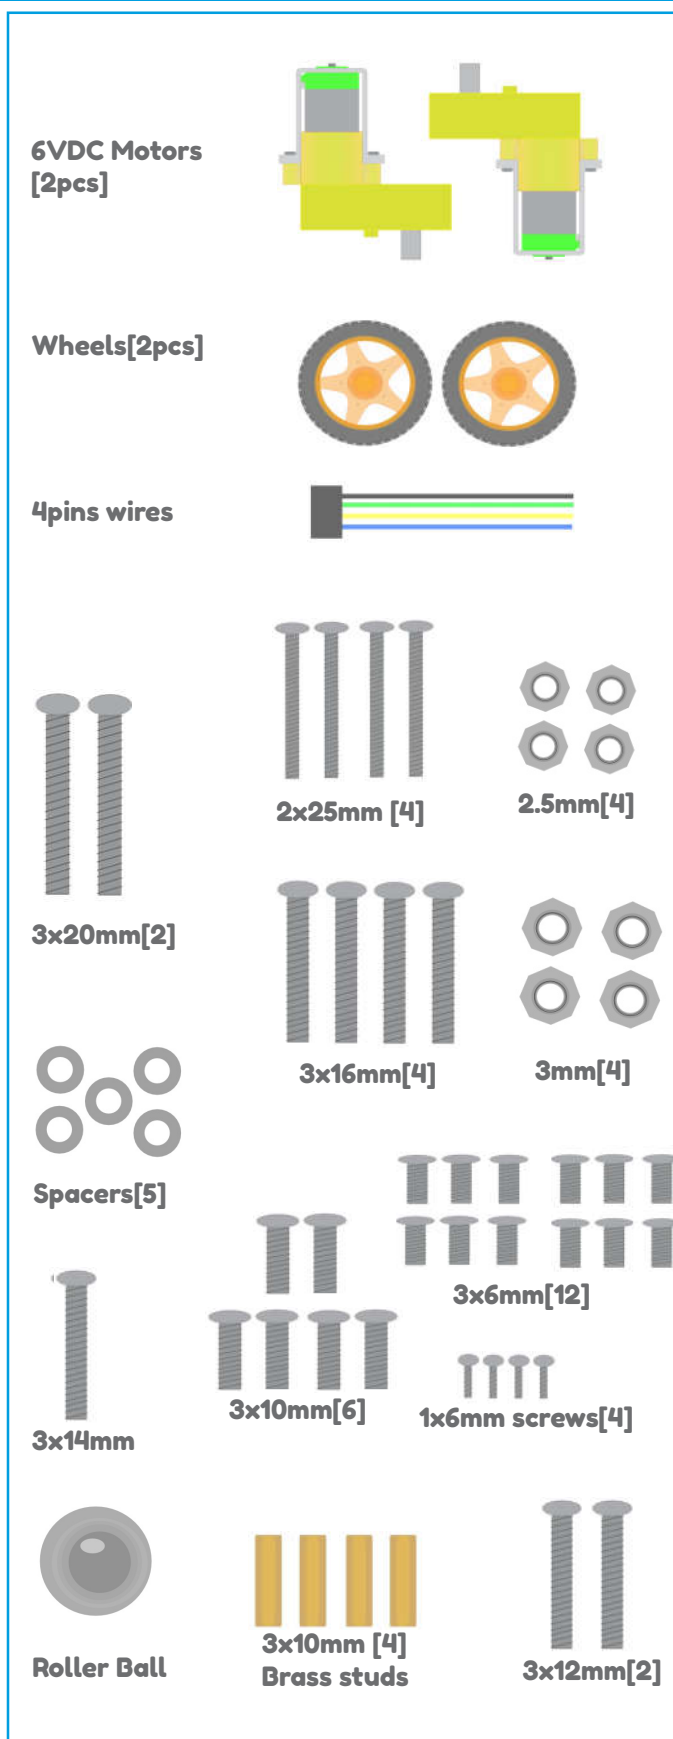 6VDC Motors
[2pcs]
Wheels[2pcs]
4pins wires
2x25mm [4]
2.5mm[4]
3x20mm[2]
3x16mm[4]
3mm[4]
Spacers[5]
3x6mm[12]
3x10mm[6]
1x6mm screws[4]
3x14mm
3x10mm [4]
Brass studs
Roller Ball
3x12mm[2]